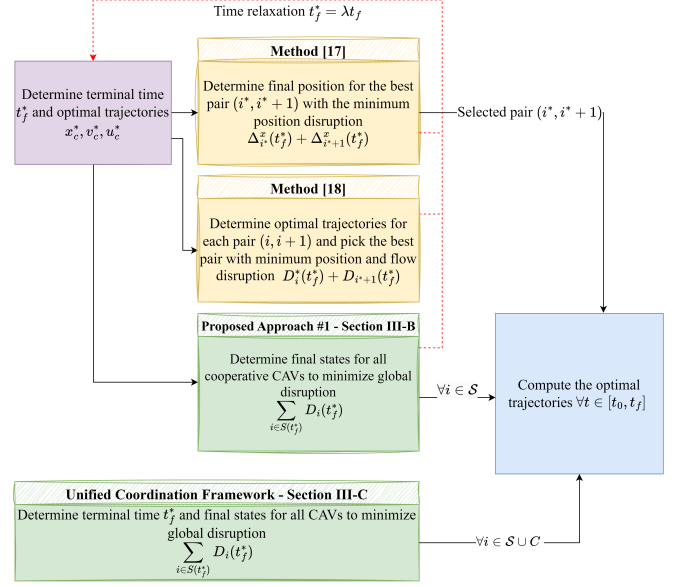 Time relaxation $t_f^* = \lambda t_f$
Method [17]
Determine terminal time
$t_f^*$ and optimal trajectories
$x_c^*, v_c^*, u_c^*$
Determine final position for the best
pair $(i^*, i^*+1)$ with the minimum
position disruption
$\Delta_{i^*}^x(t_f^*) + \Delta_{i^*+1}^x(t_f^*)$
Selected pair $(i^*, i^*+1)$
Method [18]
Determine optimal trajectories for
each pair $(i, i+1)$ and pick the best
pair with minimum position and flow
disruption $D_i^*(t_f^*) + D_{i^*+1}(t_f^*)$
Proposed Approach #1 - Section III-B
Determine final states for all
cooperative CAVs to minimize global
disruption
$\sum_{i \in S(t_f^*)} D_i(t_f^*)$
$\forall i \in \mathcal{S}$
Compute the optimal
trajectories $\forall t \in [t_0, t_f]$
Unified Coordination Framework - Section III-C
Determine terminal time $t_f^*$ and final states for all CAVs to minimize
global disruption
$\sum_{i \in S(t_f^*)} D_i(t_f^*)$
$\forall i \in \mathcal{S} \cup C$